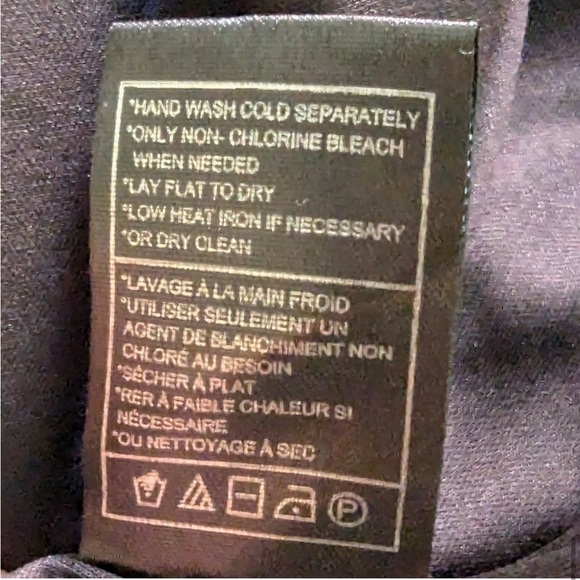 *HAND WASH COLD SEPARATELY
*ONLY NON- CHLORINE BLEACH
WHEN NEEDED
*LAY FLAT TO DRY
*LOW HEAT IRON IF NECESSARY
*OR DRY CLEAN
*LAVAGE À LA MAIN FROID
*UTILISER SEULEMENT UN
AGENT DE BLANCHIMENT NON
CHLORÉ AU BESOIN
*SÉCHER À PLAT
*RER À FAIBLE CHALEUR SI
NÉCESSAIRE
*OU NETTOYAGE À SEC
P